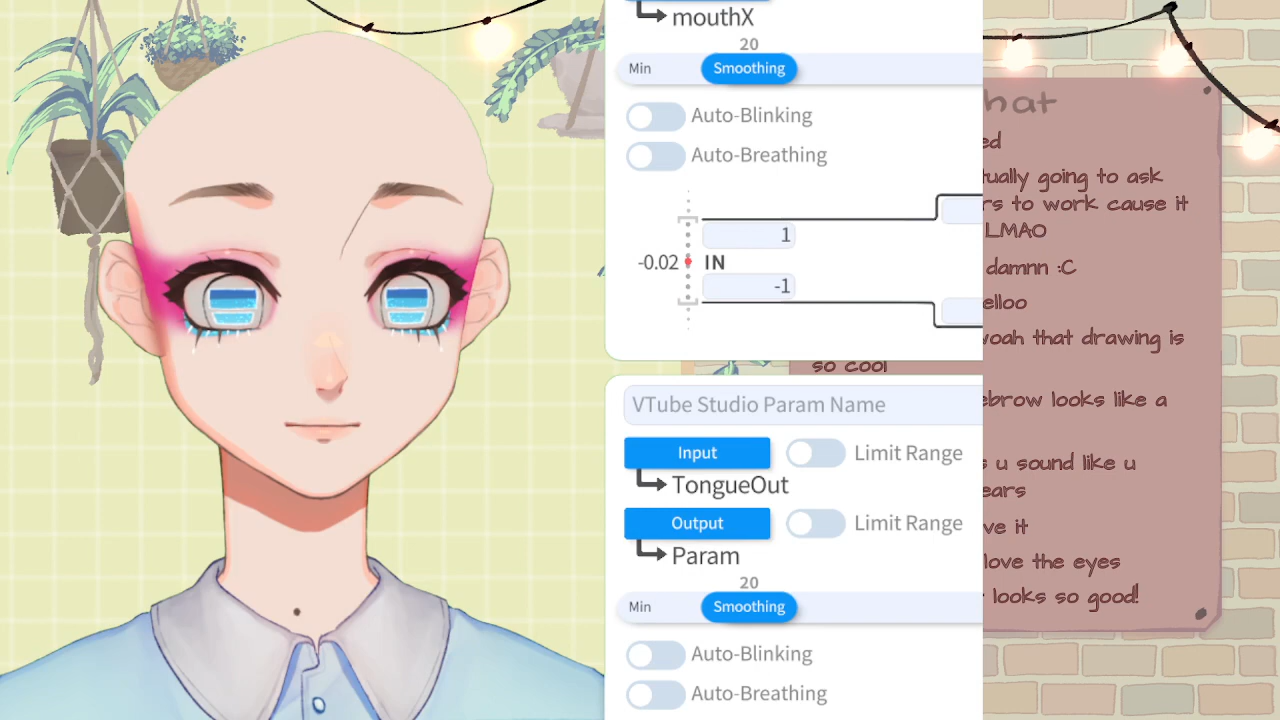 mouthX
20
Min Smoothing
Auto-Blinking
Auto-Breathing
1
-0.02 IN
-1
VTube Studio Param Name
Input Limit Range
TongueOut
Output Limit Range
Param
20
Min Smoothing
Auto-Blinking
Auto-Breathing
hat
ed
tually going to ask
rs to work cause it
LMAO
damnn :C
elloo
woah that drawing is
so cool
ebrow looks like a
s u sound like u
ears
ve it
love the eyes
looks so good!